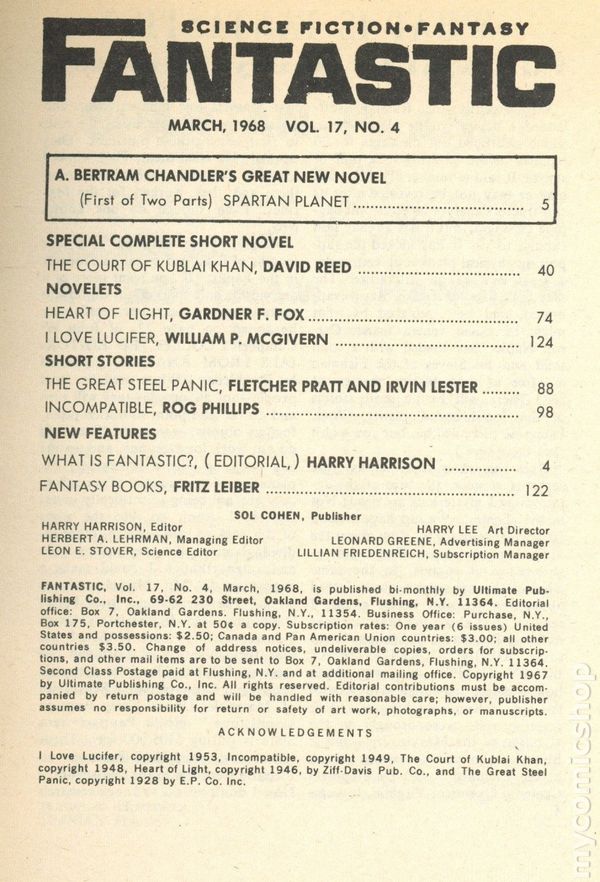 SCIENCE FICTION•FANTASY
FANTASTIC
MARCH, 1968 VOL. 17, NO. 4
A. BERTRAM CHANDLER'S GREAT NEW NOVEL
(First of Two Parts) SPARTAN PLANET ................................ 5
SPECIAL COMPLETE SHORT NOVEL
THE COURT OF KUBLAI KHAN, DAVID REED .............................. 40
NOVELETS
HEART OF LIGHT, GARDNER F. FOX ....................................... 74
I LOVE LUCIFER, WILLIAM P. MCGIVERN ............................. 124
SHORT STORIES
THE GREAT STEEL PANIC, FLETCHER PRATT AND IRVIN LESTER ........ 88
INCOMPATIBLE, ROG PHILLIPS .............................................. 98
NEW FEATURES
WHAT IS FANTASTIC?, ( EDITORIAL, ) HARRY HARRISON ................ 4
FANTASY BOOKS, FRITZ LEIBER ............................................ 122
SOL COHEN, Publisher
HARRY HARRISON, Editor HARRY LEE Art Director
HERBERT A. LEHRMAN, Managing Editor LEONARD GREENE, Advertising Manager
LEON E. STOVER, Science Editor LILLIAN FRIEDENREICH, Subscription Manager
FANTASTIC, Vol. 17, No. 4, March, 1968, is published bi-monthly by Ultimate Pub-
lishing Co., Inc., 69-62 230 Street, Oakland Gardens, Flushing, N.Y. 11364. Editorial
office: Box 7, Oakland Gardens. Flushing, N.Y., 11354. Business Office: Purchase, N.Y.,
Box 175, Portchester, N.Y. at 50¢ a copy. Subscription rates: One year (6 issues) United
States and possessions: $2.50; Canada and Pan American Union countries: $3.00; all other
countries $3.50. Change of address notices, undeliverable copies, orders for subscrip-
tions, and other mail items are to be sent to Box 7, Oakland Gardens, Flushing, N.Y. 11364.
Second Class Postage paid at Flushing, N.Y. and at additional mailing office. Copyright 1967
by Ultimate Publishing Co., Inc. All rights reserved. Editorial contributions must be accom-
panied by return postage and will be handled with reasonable care; however, publisher
assumes no responsibility for return or safety of art work, photographs, or manuscripts.
ACKNOWLEDGEMENTS
I Love Lucifer, copyright 1953, Incompatible, copyright 1949, The Court of Kublai Khan,
copyright 1948, Heart of Light, copyright 1946, by Ziff-Davis Pub. Co., and The Great Steel
Panic, copyright 1928 by E.P. Co. Inc.
mycomicshop